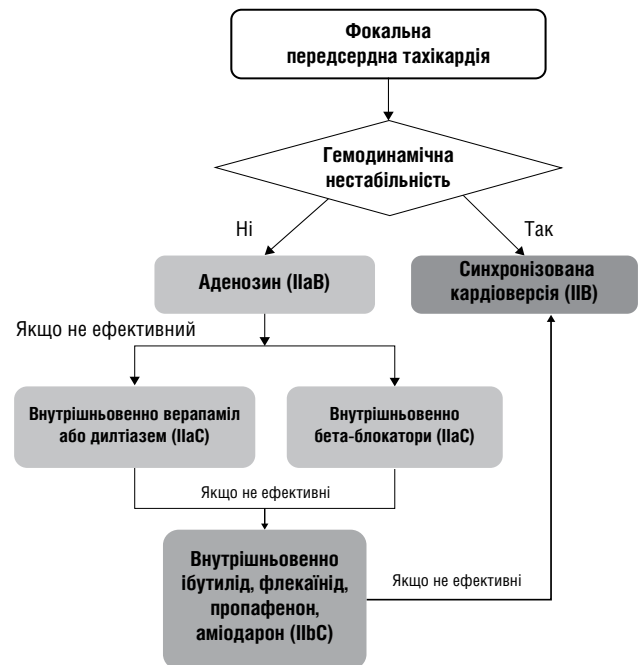 Фокальна
передсердна тахікардія
Гемодинамічна
нестабільність
Ні
Так
Аденозин (IIaB)
Синхронізована
кардіоверсія (IIB)
Якщо не ефективний
Внутрішньовенно верапаміл
або дилтіазем (IIaC)
Внутрішньовенно
бета-блокатори (IIaC)
Якщо не ефективні
Внутрішньовенно
ібутилід, флекаїнід,
пропафенон,
аміодарон (IIbC)
Якщо не ефективні